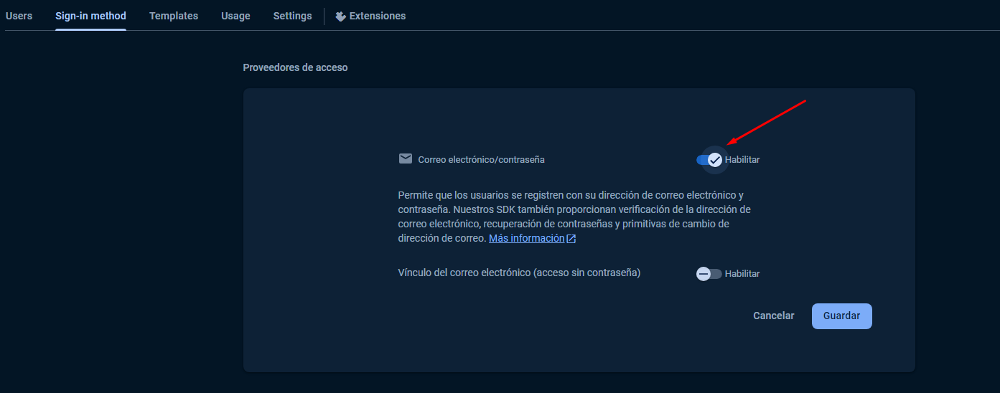 Users Sign-in method Templates Usage Settings Extensiones
Proveedores de acceso
Correo electrónico/contraseña Habilitar
Permite que los usuarios se registren con su dirección de correo electrónico y
contraseña. Nuestros SDK también proporcionan verificación de la dirección de
correo electrónico, recuperación de contraseñas y primitivas de cambio de
dirección de correo. Más información
Vínculo del correo electrónico (acceso sin contraseña) Habilitar
Cancelar Guardar